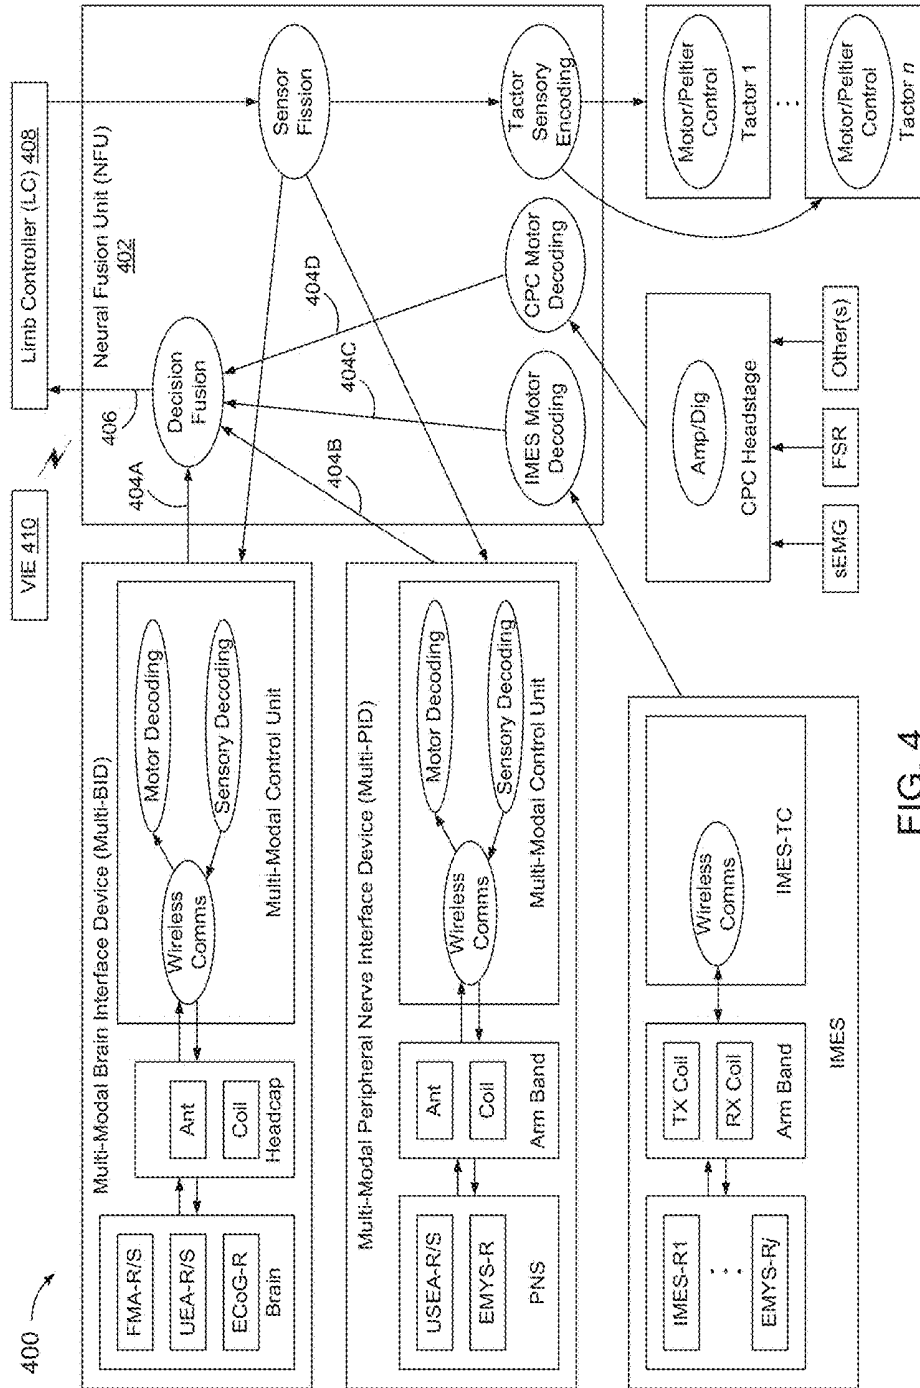 400
Multi-Modal Brain Interface Device (Multi-BID)
FMA-R/S
UEA-R/S
ECoG-R
Brain
Ant
Coil
Headcap
Wireless
Comms
Motor Decoding
Sensory Decoding
Multi-Modal Control Unit
Multi-Modal Peripheral Nerve Interface Device (Multi-PID)
USEA-R/S
EMYS-R
PNS
Ant
Coil
Arm Band
Wireless
Comms
Motor Decoding
Sensory Decoding
Multi-Modal Control Unit
IMES-R1
EMYS-Rj
TX Coil
RX Coil
Arm Band
Wireless
Comms
IMES-TC
IMES
VIE 410
Limb Controller (LC) 408
406
404A
Neural Fusion Unit (NFU)
402
Decision
Fusion
Sensor
Fission
404B
404C
404D
IMES Motor
Decoding
CPC Motor
Decoding
Tactor
Sensory
Encoding
Amp/Dig
CPC Headstage
sEMG
FSR
Other(s)
Motor/Peltier
Control
Tactor 1
Motor/Peltier
Control
Tactor n
FIG. 4